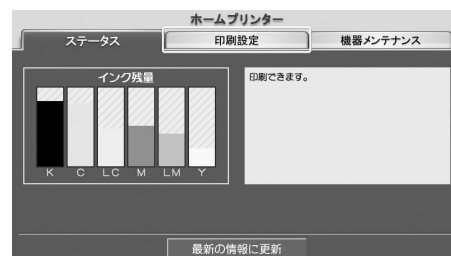 ホームプリンター
ステータス 印刷設定 機器メンテナンス
インク残量
印刷できます。
K C LC M LM Y
最新の情報に更新